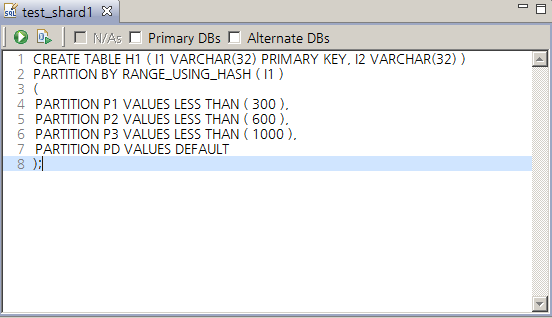 test_shard1
N/As Primary DBs Alternate DBs
1 CREATE TABLE H1 ( I1 VARCHAR(32) PRIMARY KEY, I2 VARCHAR(32) )
2 PARTITION BY RANGE_USING_HASH ( I1 )
3 (
4 PARTITION P1 VALUES LESS THAN ( 300 ),
5 PARTITION P2 VALUES LESS THAN ( 600 ),
6 PARTITION P3 VALUES LESS THAN ( 1000 ),
7 PARTITION PD VALUES DEFAULT
8 );